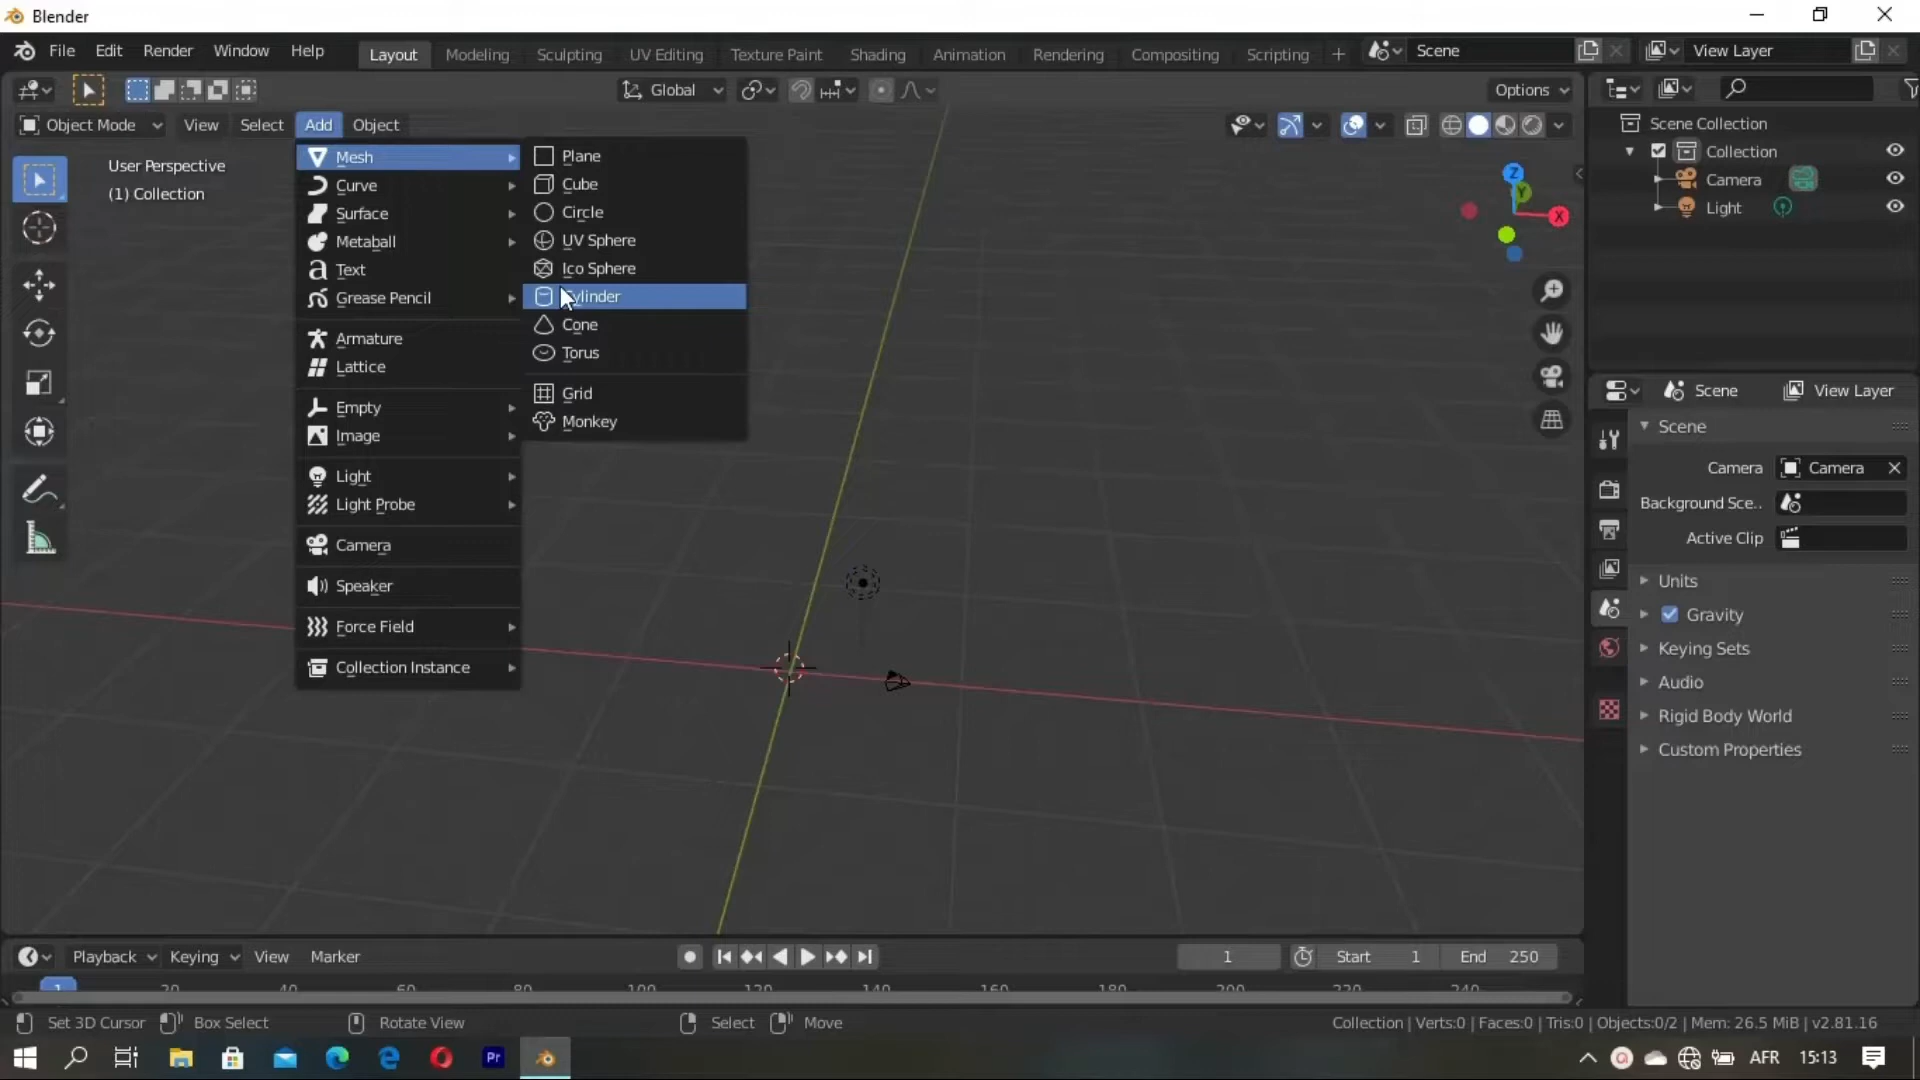 Blender
File Edit Render Window Help Layout Modeling Sculpting UV Editing Texture Paint Shading Animation Rendering Compositing Scripting + Scene View Layer
Global Options
Object Mode View Select Add Object
User Perspective
(1) Collection
Mesh
Curve
Surface
Metaball
Text
Grease Pencil
Armature
Lattice
Empty
Image
Light
Light Probe
Camera
Speaker
Force Field
Collection Instance
Plane
Cube
Circle
UV Sphere
Ico Sphere
Cylinder
Cone
Torus
Grid
Monkey
Z
Y
X
Scene Collection
Collection
Camera
Light
Scene View Layer
Scene
Camera Camera
Background Sce..
Active Clip
Units
Gravity
Keying Sets
Audio
Rigid Body World
Custom Properties
Playback Keying View Marker 1 Start 1 End 250
1 20 40 60 80 100 120 140 160 180 200 220 240
Set 3D Cursor Box Select Rotate View Select Move Collection | Verts:0 | Faces:0 | Tris:0 | Objects:0/2 | Mem: 26.5 MiB | v2.81.16
Pr AFR 15:13